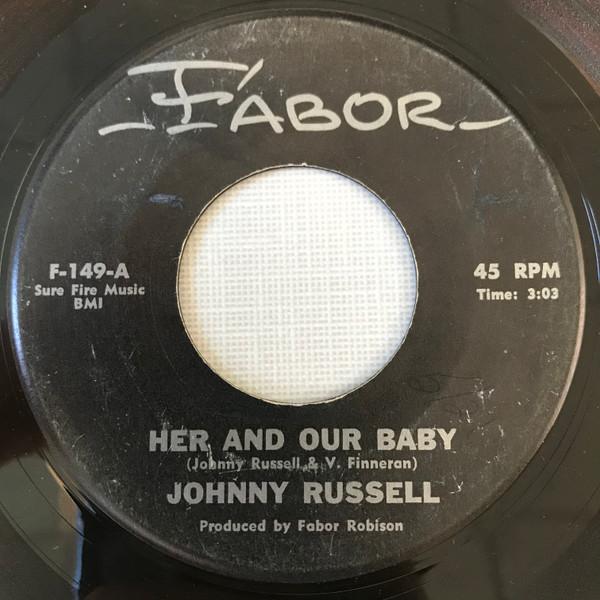 FABOR
F-149-A
Sure Fire Music
BMI
45 RPM
Time: 3:03
HER AND OUR BABY
(Johnny Russell & V. Finneran)
JOHNNY RUSSELL
Produced by Fabor Robison